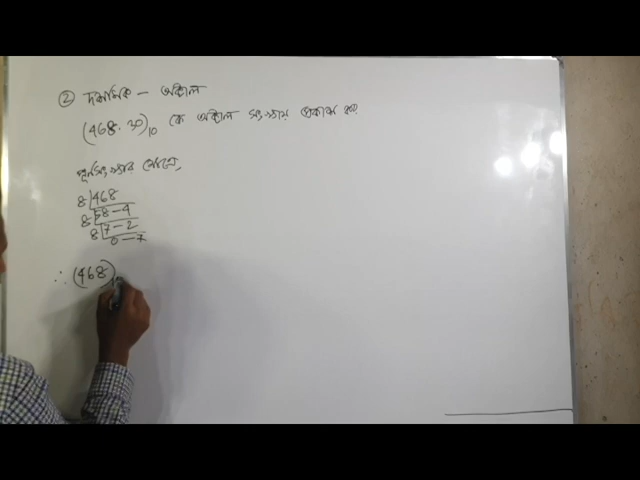 ② দশমিক - অক্টাল
(468.30)₁₀ কে অক্টাল সংখ্যায় প্রকাশ কর
পূর্ণসংখ্যার ক্ষেত্রে,
8 |468
8 |58 - 4
8 |7 - 2
0 - 7
∴ (468)₁₀